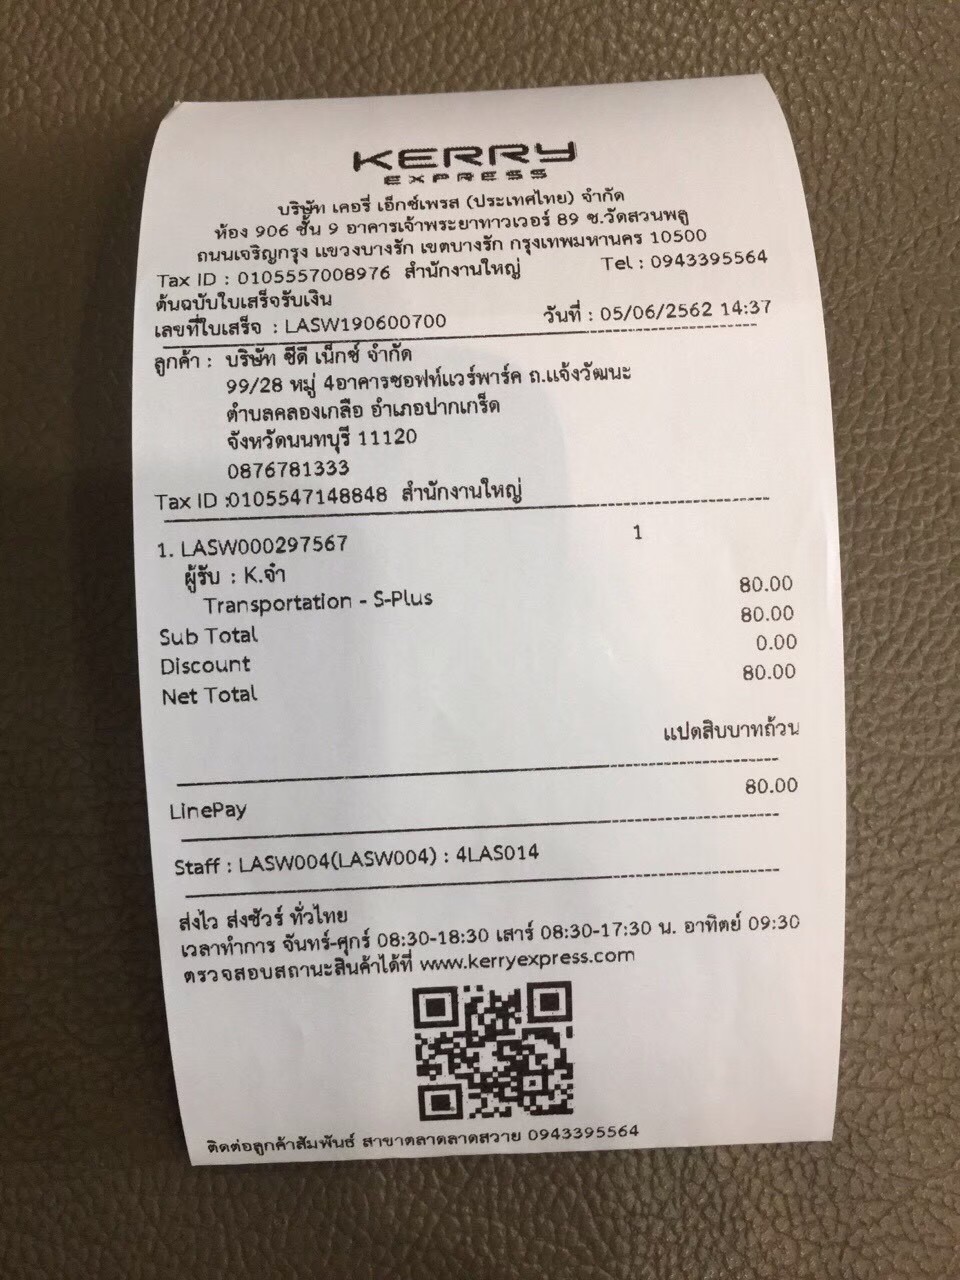 KERRY
EXPRESS
บริษัท เคอรี่ เอ็กซ์เพรส (ประเทศไทย) จำกัด
ห้อง 906 ชั้น 9 อาคารเจ้าพระยาทาวเวอร์ 89 ซ.วัดสวนพลู
ถนนเจริญกรุง แขวงบางรัก เขตบางรัก กรุงเทพมหานคร 10500
Tax ID : 0105557008976 สำนักงานใหญ่ Tel : 0943395564
ต้นฉบับใบเสร็จรับเงิน
เลขที่ใบเสร็จ : LASW190600700 วันที่ : 05/06/2562 14:37
ลูกค้า : บริษัท ซีดี เน็กซ์ จำกัด
99/28 หมู่ 4อาคารซอฟท์แวร์พาร์ค ถ.แจ้งวัฒนะ
ตำบลคลองเกลือ อำเภอปากเกร็ด
จังหวัดนนทบุรี 11120
0876781333
Tax ID :0105547148848 สำนักงานใหญ่
1. LASW000297567 1
ผู้รับ : K.จำ
Transportation - S-Plus 80.00
Sub Total 80.00
Discount 0.00
Net Total 80.00
แปดสิบบาทถ้วน
LinePay 80.00
Staff : LASW004(LASW004) : 4LAS014
ส่งไว ส่งชัวร์ ทั่วไทย
เวลาทำการ จันทร์-ศุกร์ 08:30-18:30 เสาร์ 08:30-17:30 น. อาทิตย์ 09:30
ตรวจสอบสถานะสินค้าได้ที่ www.kerryexpress.com
ติดต่อลูกค้าสัมพันธ์ สาขาตลาดลาดสวาย 0943395564